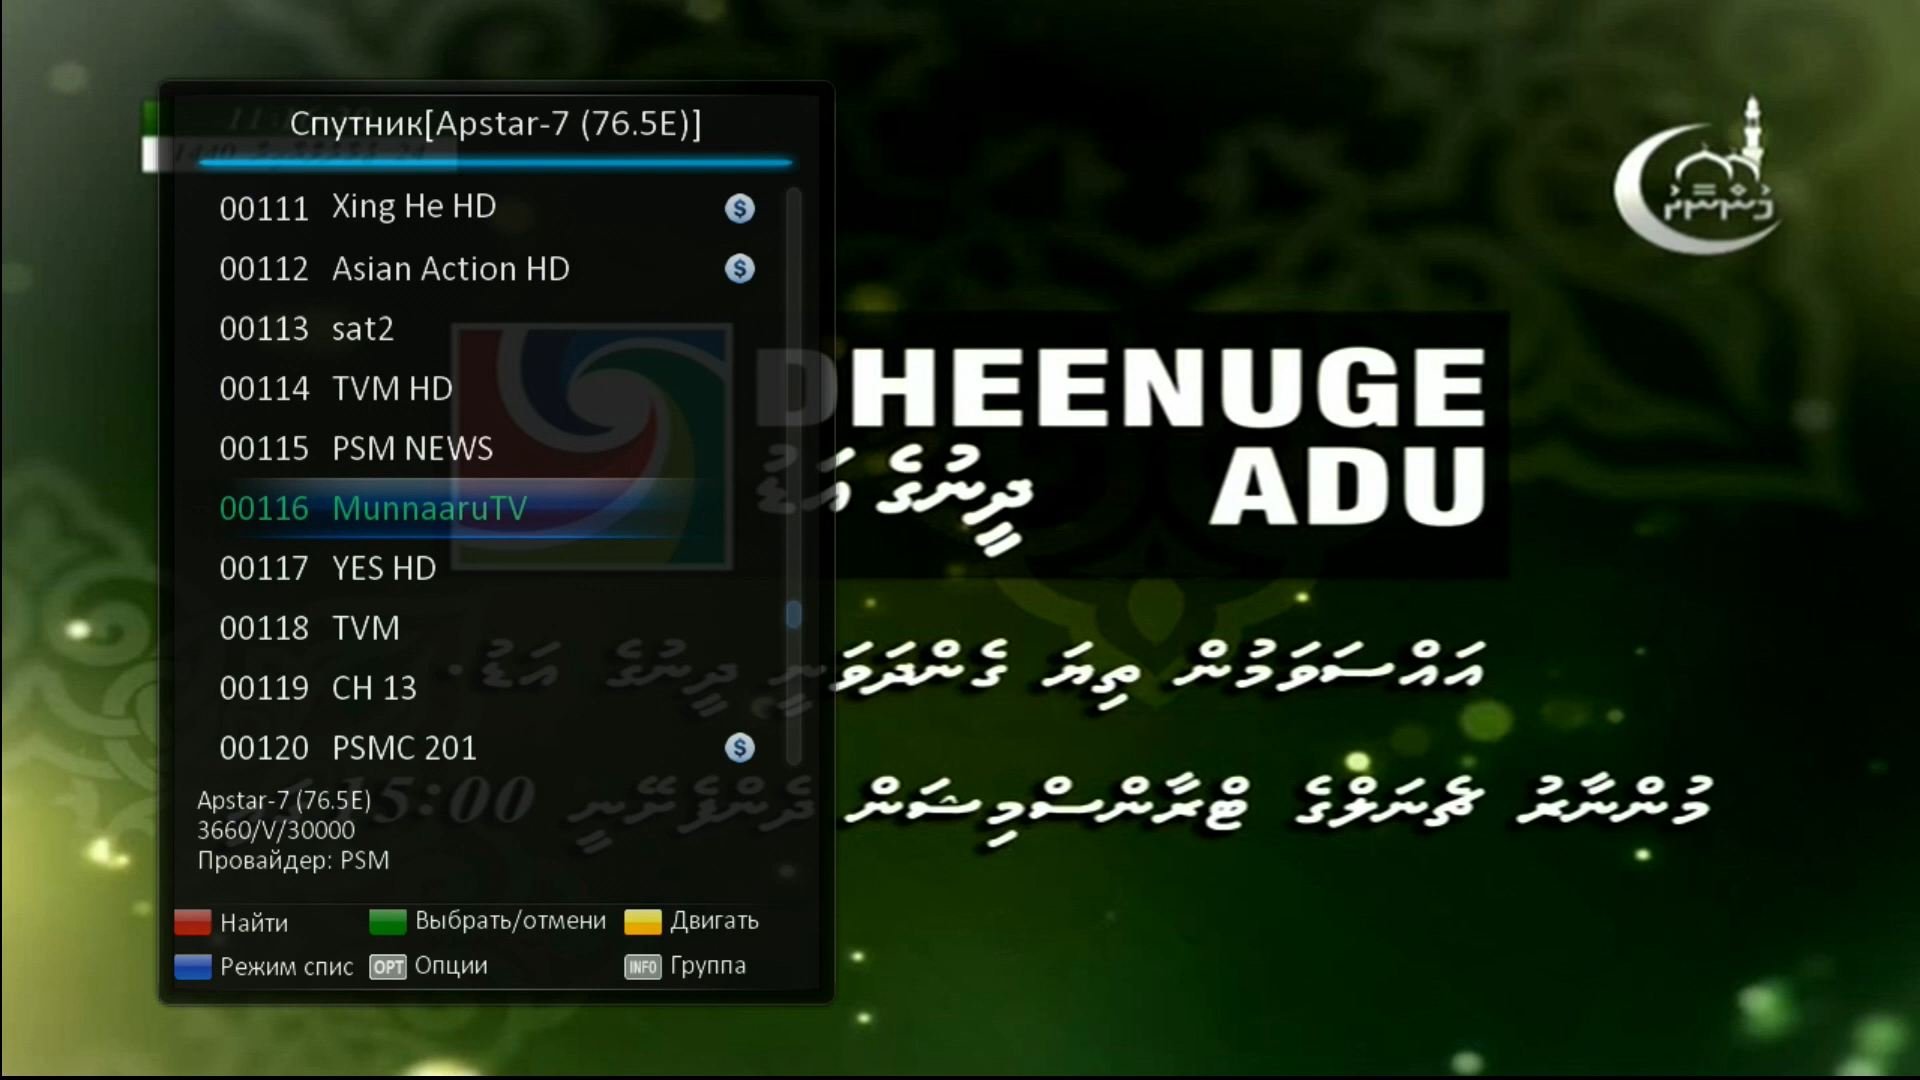 Спутник[Apstar-7 (76.5E)]
00111 Xing He HD $
00112 Asian Action HD $
00113 sat2
00114 TVM HD
00115 PSM NEWS
00116 MunnaaruTV
00117 YES HD
00118 TVM
00119 CH 13
00120 PSMC 201 $
Apstar-7 (76.5E)
3660/V/30000
Провайдер: PSM
Найти
Выбрать/отмени
Двигать
Режим спис
OPT Опции
INFO Группа
DHEENUGE
ADU
ދީނުގެ އަޑު
އައްސަވަމުން ތިޔަ ގެންދަވަނީ ދީނުގެ އަޑު.
މުންނާރު ޗެނަލްގެ ޓްރާންސްމިޝަން ދެންފެށޭނީ 15:00